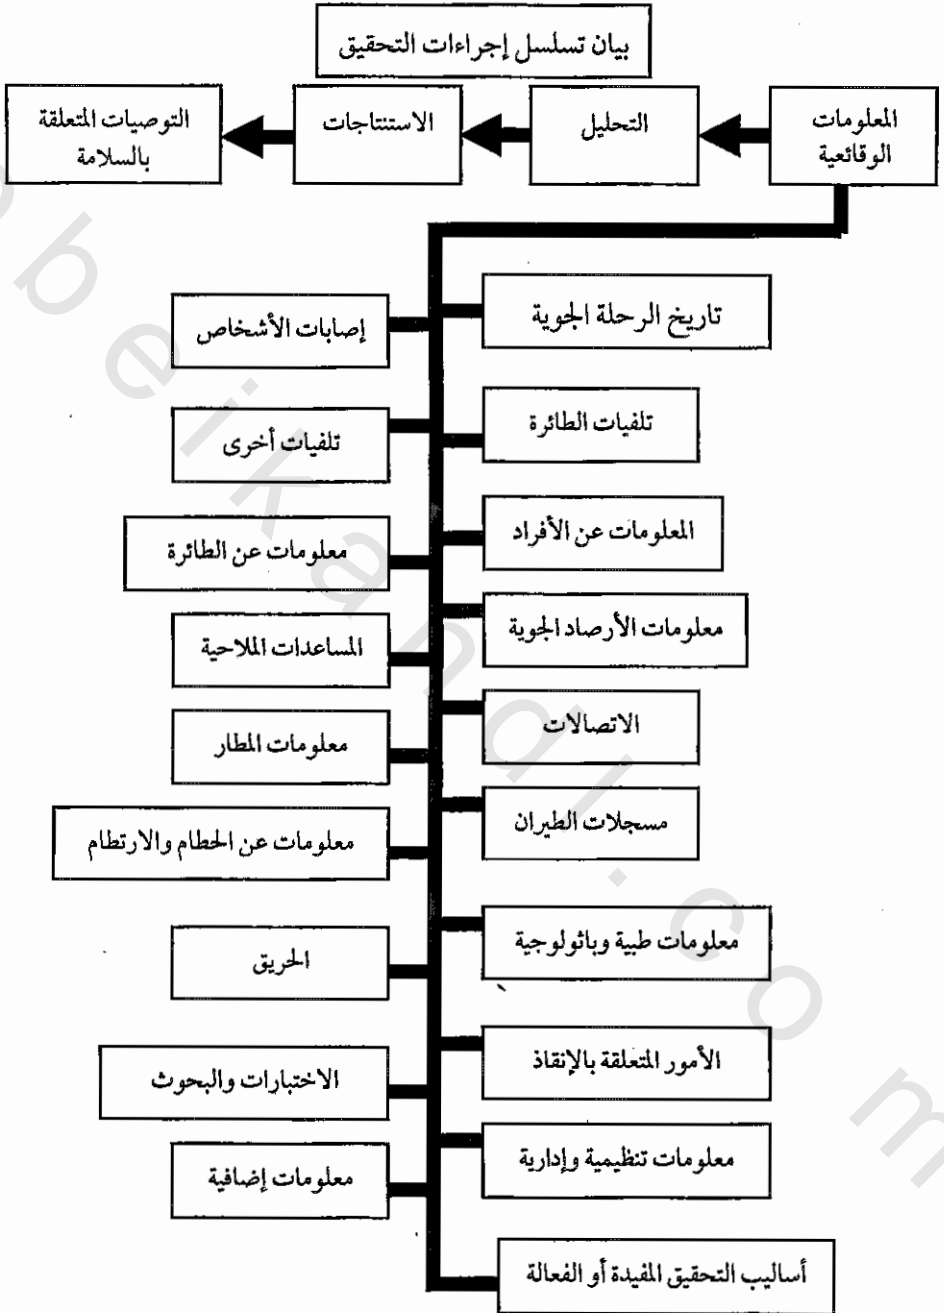 بيان تسلسل إجراءات التحقيق
المعلومات
الوقائعية
التحليل
الاستنتاجات
التوصيات المتعلقة
بالسلامة
تاريخ الرحلة الجوية
إصابات الأشخاص
تلفيات الطائرة
تلفيات أخرى
المعلومات عن الأفراد
معلومات عن الطائرة
معلومات الأرصاد الجوية
المساعدات الملاحية
الاتصالات
معلومات المطار
مسجلات الطيران
معلومات عن الحطام والارتطام
معلومات طبية وباثولوجية
الحريق
الأمور المتعلقة بالإنقاذ
الاختبارات والبحوث
معلومات تنظيمية وإدارية
معلومات إضافية
أساليب التحقيق المفيدة أو الفعالة
obeikandl.com